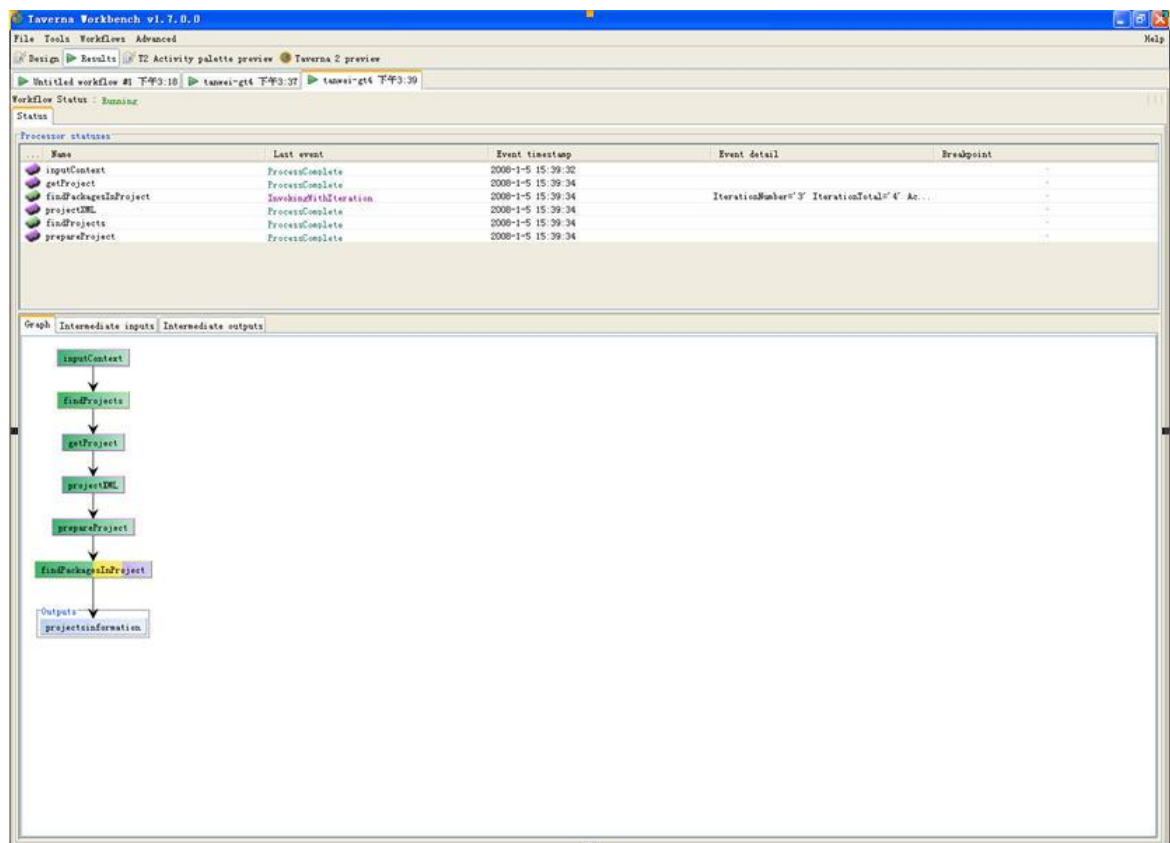 Taverna Workbench v1.7.0.0
File Tools Workflows Advanced Help
Design Results T2 Activity palette preview Taverna 2 preview
Untitled workflow #1 下午3:18 tanwei-gt4 下午3:37 tanwei-gt4 下午3:39
Workflow Status : Running
Status
Processor statuses
... Name Last event Event timestamp Event detail Breakpoint
inputContext ProcessComplete 2008-1-5 15:39:32 -
getProject ProcessComplete 2008-1-5 15:39:34 -
findPackagesInProject InvokingWithIteration 2008-1-5 15:39:34 IterationNumber='3' IterationTotal='4' Ac... -
projectXML ProcessComplete 2008-1-5 15:39:34 -
findProjects ProcessComplete 2008-1-5 15:39:34 -
prepareProject ProcessComplete 2008-1-5 15:39:34 -
Graph Intermediate inputs Intermediate outputs
inputContext
findProjects
getProject
projectXML
prepareProject
findPackagesInProject
Outputs
projectsinformation